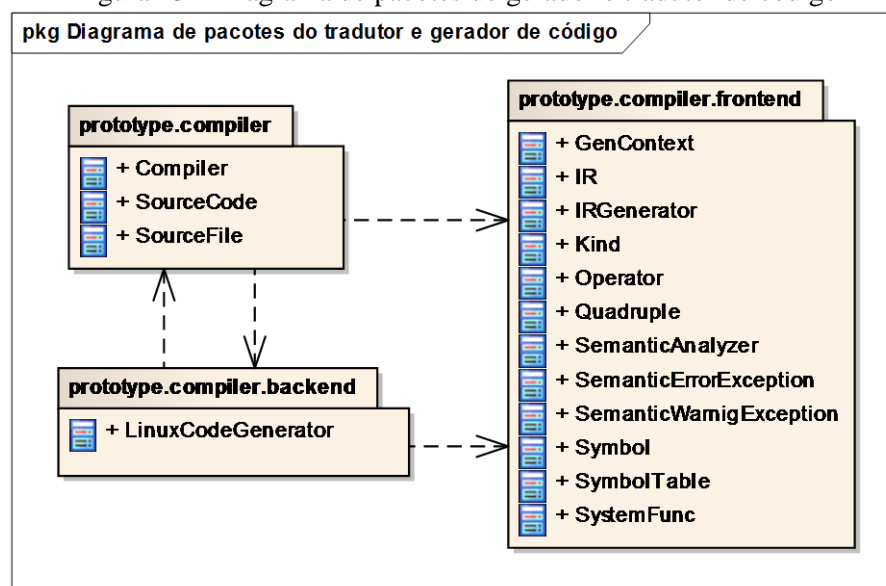 pkg Diagrama de pacotes do tradutor e gerador de código
prototype.compiler
+ Compiler
+ SourceCode
+ SourceFile
prototype.compiler.backend
+ LinuxCodeGenerator
prototype.compiler.frontend
+ GenContext
+ IR
+ IRGenerator
+ Kind
+ Operator
+ Quadruple
+ SemanticAnalyzer
+ SemanticErrorException
+ SemanticWarnigException
+ Symbol
+ SymbolTable
+ SystemFunc